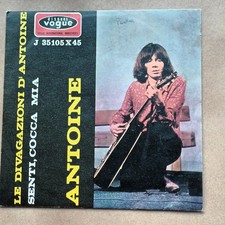 DISQUES
vogue
J 35105 X 45
LE DIVAGAZIONI D'ANTOINE
SENTI, COCCA MIA
ANTOINE